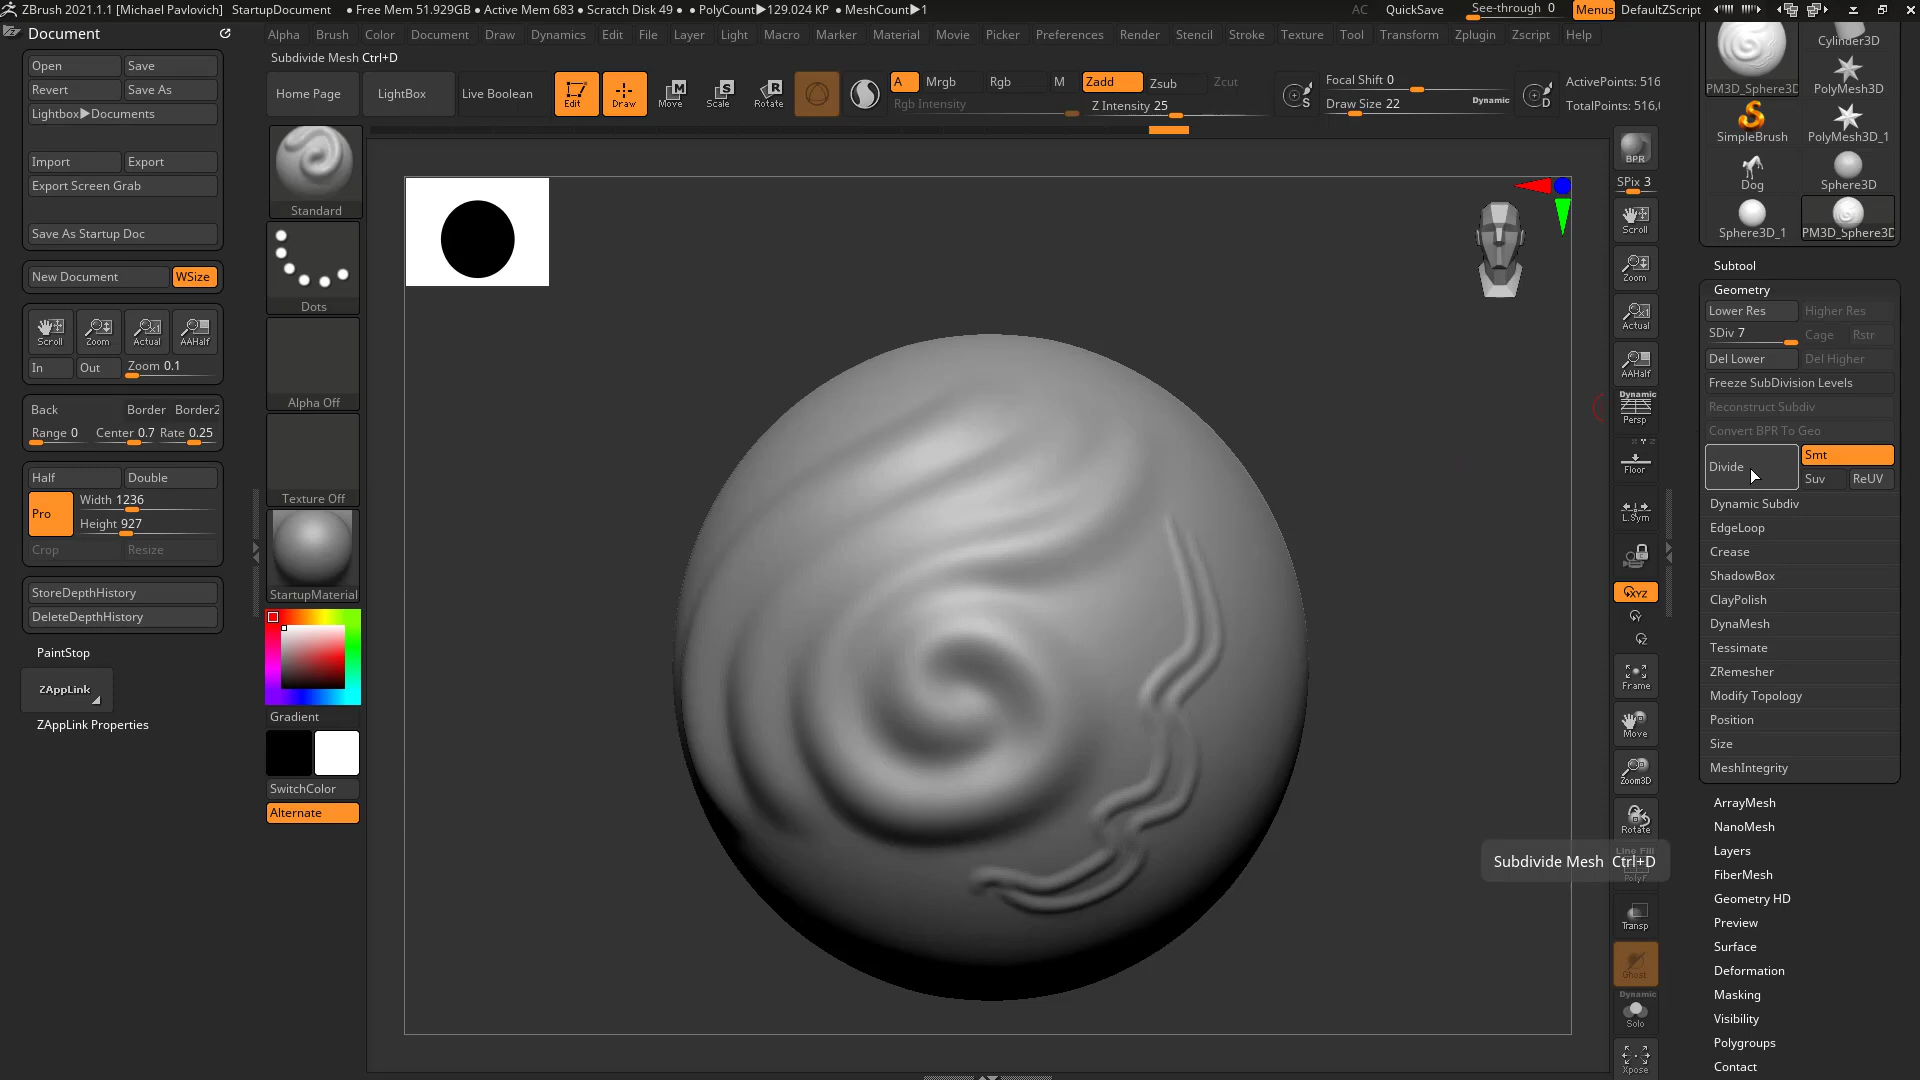 ZBrush 2021.1.1 [Michael Pavlovich] StartupDocument • Free Mem 51.929GB • Active Mem 683 • Scratch Disk 49 • PolyCount▶129.024 KP • MeshCount▶1 AC QuickSave See-through 0 Menus DefaultZScript
Document
Alpha Brush Color Document Draw Dynamics Edit File Layer Light Macro Marker Material Movie Picker Preferences Render Stencil Stroke Texture Tool Transform Zplugin Zscript Help
Subdivide Mesh Ctrl+D
Home Page LightBox Live Boolean Edit Draw Move Scale Rotate
A Mrgb Rgb M Zadd Zsub Zcut
Rgb Intensity Z Intensity 25
Focal Shift 0
Draw Size 22 Dynamic
ActivePoints: 516
TotalPoints: 516,
Open Save
Revert Save As
Lightbox▶Documents
Import Export
Export Screen Grab
Save As Startup Doc
New Document WSize
Scroll Zoom Actual AAHalf
In Out Zoom 0.1
Back Border Border2
Range 0 Center 0.7 Rate 0.25
Half Double
Pro Width 1236
Height 927
Crop Resize
StoreDepthHistory
DeleteDepthHistory
PaintStop
ZAppLink
ZAppLink Properties
Standard
Dots
Alpha Off
Texture Off
StartupMaterial
Gradient
SwitchColor
Alternate
BPR
SPix 3
Scroll
Zoom
Actual
AAHalf
Dynamic
Persp
Floor
L.Sym
XYZ
Y
Z
Frame
Move
Zoom3D
Rotate
Line Fill
PolyF
Subdivide Mesh Ctrl+D
Transp
Ghost
Dynamic
Solo
Xpose
Cylinder3D
PM3D_Sphere3D PolyMesh3D
SimpleBrush PolyMesh3D_1
Dog Sphere3D
Sphere3D_1 PM3D_Sphere3D
Subtool
Geometry
Lower Res Higher Res
SDiv 7 Cage Rstr
Del Lower Del Higher
Freeze SubDivision Levels
Reconstruct Subdiv
Convert BPR To Geo
Divide Smt
Suv ReUV
Dynamic Subdiv
EdgeLoop
Crease
ShadowBox
ClayPolish
DynaMesh
Tessimate
ZRemesher
Modify Topology
Position
Size
MeshIntegrity
ArrayMesh
NanoMesh
Layers
FiberMesh
Geometry HD
Preview
Surface
Deformation
Masking
Visibility
Polygroups
Contact